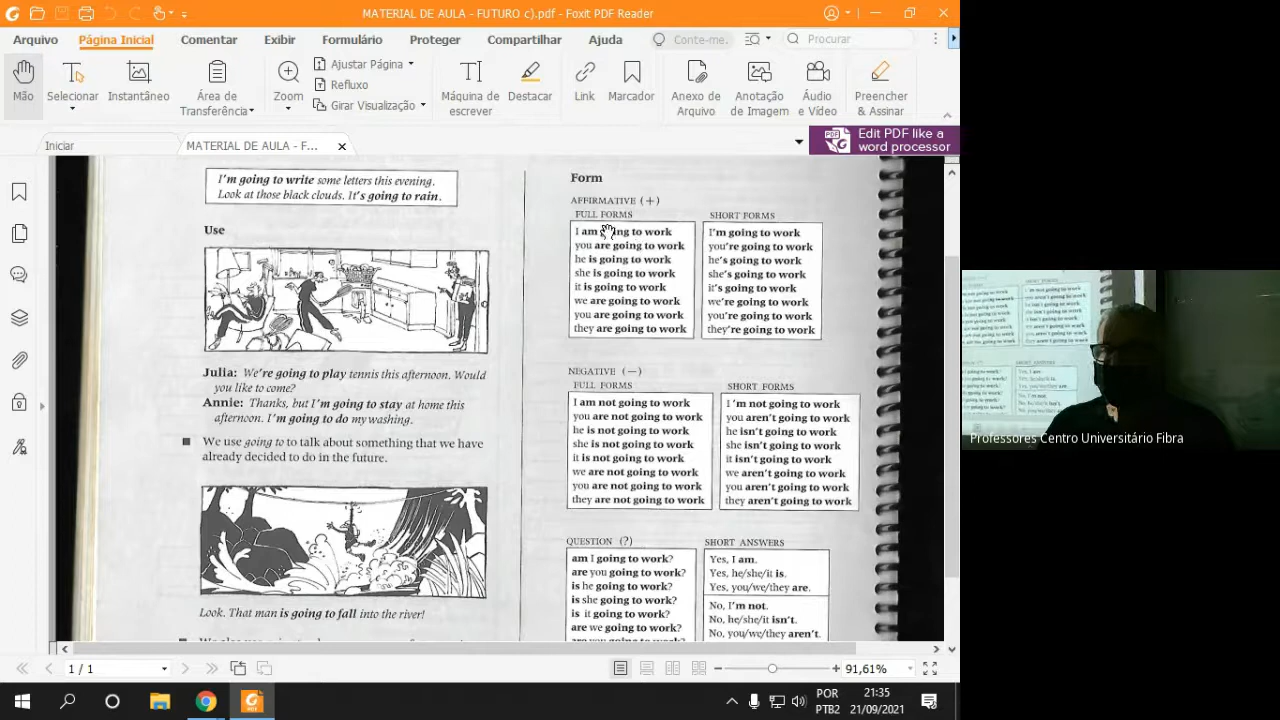 MATERIAL DE AULA - FUTURO c).pdf - Foxit PDF Reader
Arquivo Página Inicial Comentar Exibir Formulário Proteger Compartilhar Ajuda Conte-me. Procurar
Mão
Selecionar
Instantâneo
Área de
Transferência
Zoom
Ajustar Página
Refluxo
Girar Visualização
Máquina de
escrever
Destacar
Link
Marcador
Anexo de
Arquivo
Anotação
de Imagem
Áudio
e Vídeo
Preencher
& Assinar
Iniciar
MATERIAL DE AULA - F...
Edit PDF like a
word processor
I'm going to write some letters this evening.
Look at those black clouds. It's going to rain.
Use
Julia: We're going to play tennis this afternoon. Would
you like to come?
Annie: Thanks, but I'm going to stay at home this
afternoon. I'm going to do my washing.
We use going to to talk about something that we have
already decided to do in the future.
Look. That man is going to fall into the river!
Form
AFFIRMATIVE (+)
FULL FORMS
I am going to work
you are going to work
he is going to work
she is going to work
it is going to work
we are going to work
you are going to work
they are going to work
SHORT FORMS
I'm going to work
you're going to work
he's going to work
she's going to work
it's going to work
we're going to work
you're going to work
they're going to work
NEGATIVE (−)
FULL FORMS
I am not going to work
you are not going to work
he is not going to work
she is not going to work
it is not going to work
we are not going to work
you are not going to work
they are not going to work
SHORT FORMS
I 'm not going to work
you aren't going to work
he isn't going to work
she isn't going to work
it isn't going to work
we aren't going to work
you aren't going to work
they aren't going to work
QUESTION (?)
am I going to work?
are you going to work?
is he going to work?
is she going to work?
is it going to work?
are we going to work?
SHORT ANSWERS
Yes, I am.
Yes, he/she/it is.
Yes, you/we/they are.
No, I'm not.
No, he/she/it isn't.
No, you/we/they aren't.
Professores Centro Universitário Fibra
1 / 1
91,61%
POR
PTB2
21:35
21/09/2021